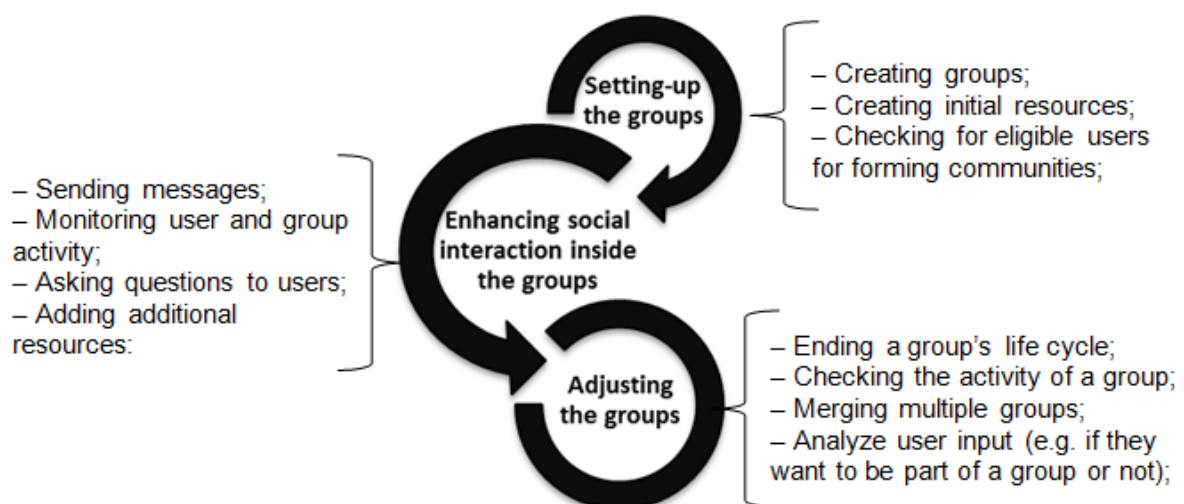 Setting-up
the groups
– Creating groups;
– Creating initial resources;
– Checking for eligible users
for forming communities;
Enhancing social
interaction inside
the groups
– Sending messages;
– Monitoring user and group
activity;
– Asking questions to users;
– Adding additional
resources:
Adjusting
the groups
– Ending a group’s life cycle;
– Checking the activity of a group;
– Merging multiple groups;
– Analyze user input (e.g. if they
want to be part of a group or not);